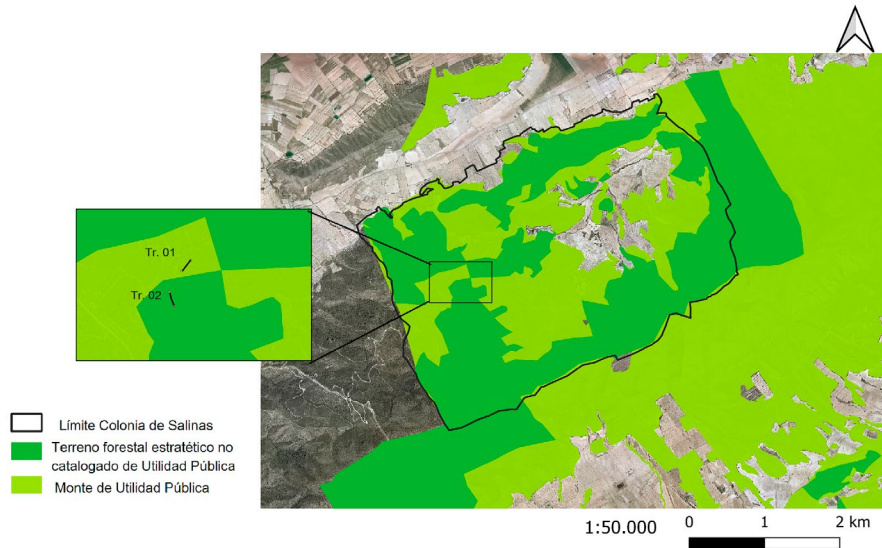 Tr. 01
Tr. 02
Límite Colonia de Salinas
Terreno forestal estratético no
catalogado de Utilidad Pública
Monte de Utilidad Pública
1:50.000
0 1 2 km